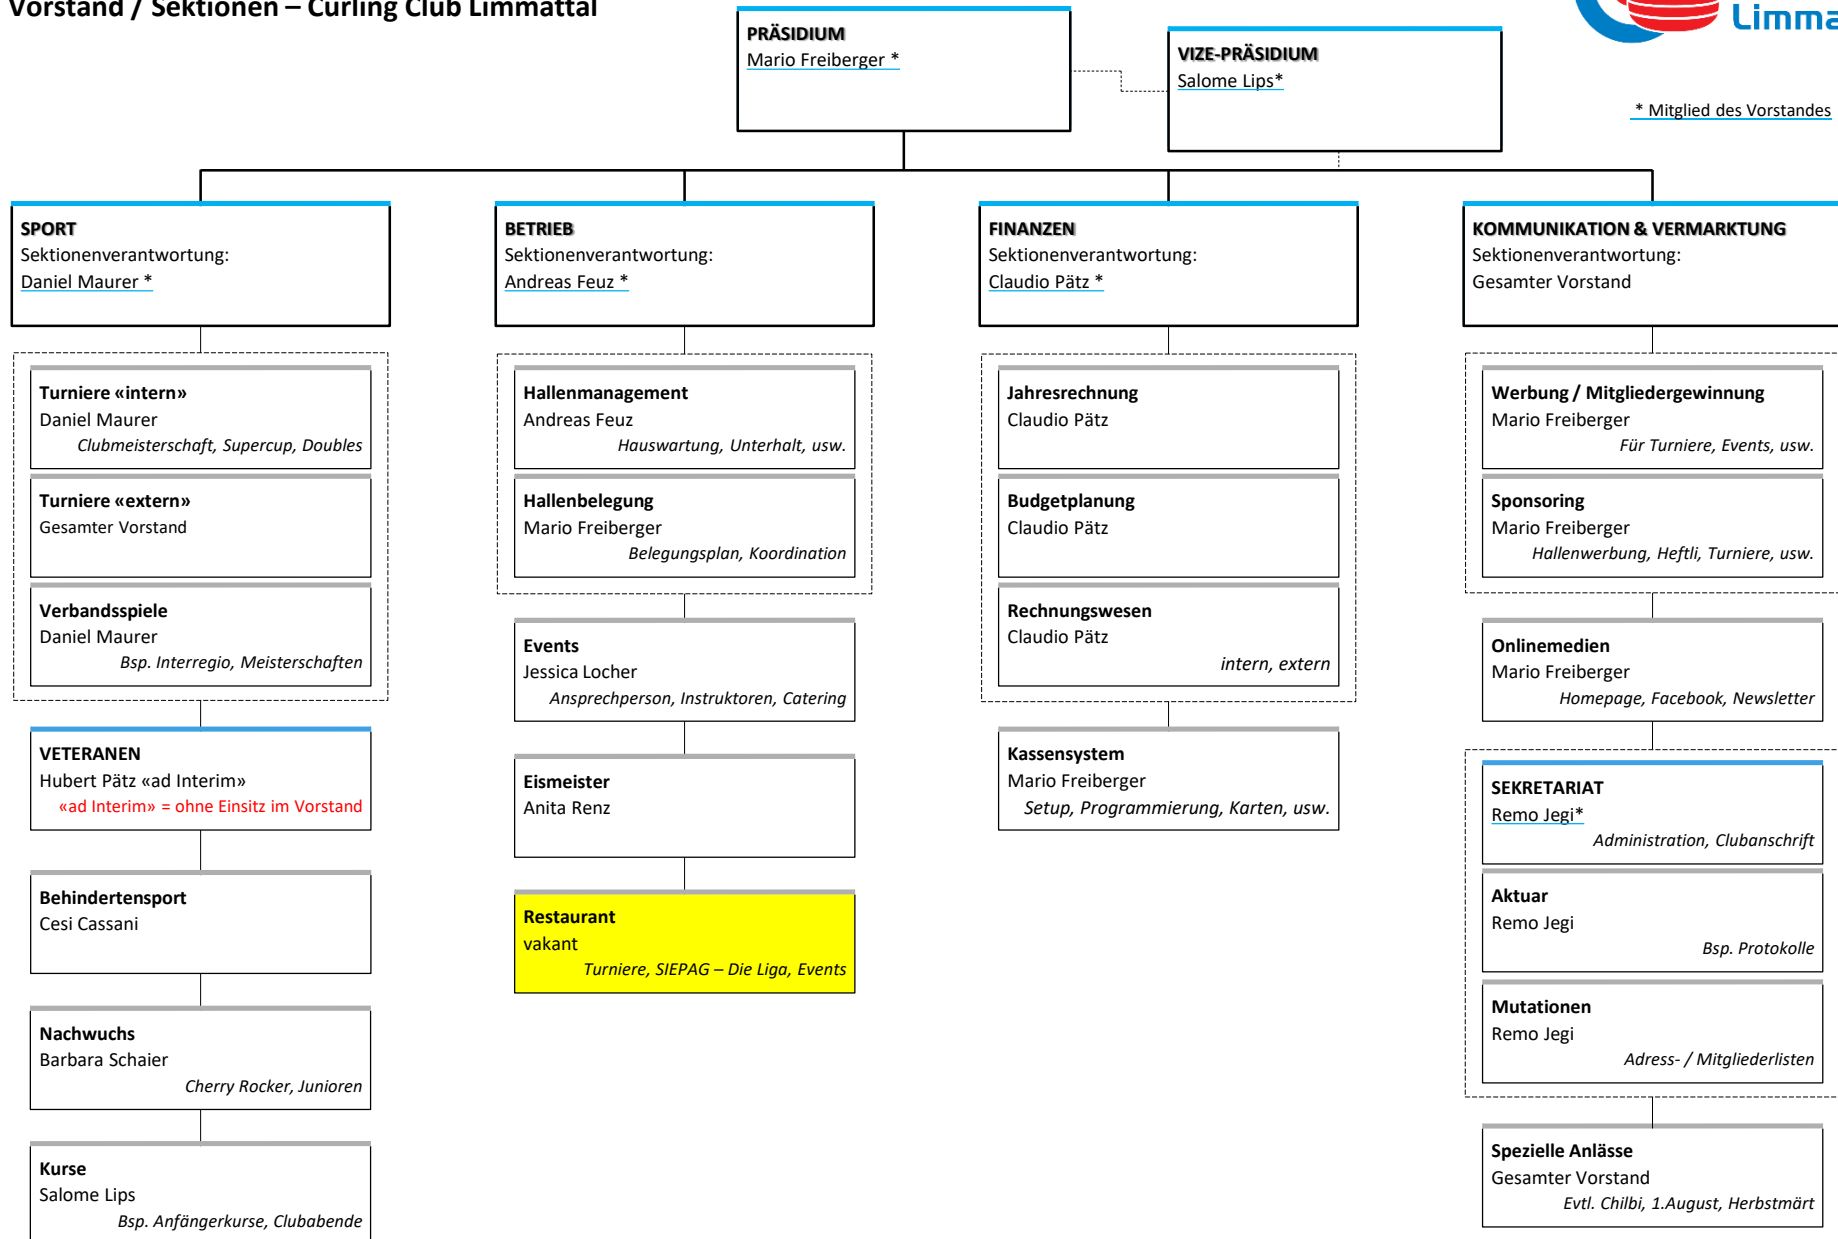 Vorstand / Sektionen – Curling Club Limmattal
PRÄSIDIUM
Mario Freiberger *
VIZE-PRÄSIDIUM
Salome Lips*
* Mitglied des Vorstandes
SPORT
Sektionenverantwortung:
Daniel Maurer *
Turniere «intern»
Daniel Maurer
Clubmeisterschaft, Supercup, Doubles
Turniere «extern»
Gesamter Vorstand
Verbandsspiele
Daniel Maurer
Bsp. Interregio, Meisterschaften
VETERANEN
Hubert Pätz «ad Interim»
«ad Interim» = ohne Einsitz im Vorstand
Behindertensport
Cesi Cassani
Nachwuchs
Barbara Schaier
Cherry Rocker, Junioren
Kurse
Salome Lips
Bsp. Anfängerkurse, Clubabende
BETRIEB
Sektionenverantwortung:
Andreas Feuz *
Hallenmanagement
Andreas Feuz
Hauswartung, Unterhalt, usw.
Hallenbelegung
Mario Freiberger
Belegungsplan, Koordination
Events
Jessica Locher
Ansprechperson, Instruktoren, Catering
Eismeister
Anita Renz
Restaurant
vakant
Turniere, SIEPAG – Die Liga, Events
FINANZEN
Sektionenverantwortung:
Claudio Pätz *
Jahresrechnung
Claudio Pätz
Budgetplanung
Claudio Pätz
Rechnungswesen
Claudio Pätz
intern, extern
Kassensystem
Mario Freiberger
Setup, Programmierung, Karten, usw.
KOMMUNIKATION & VERMARKTUNG
Sektionenverantwortung:
Gesamter Vorstand
Werbung / Mitgliedergewinnung
Mario Freiberger
Für Turniere, Events, usw.
Sponsoring
Mario Freiberger
Hallenwerbung, Heftli, Turniere, usw.
Onlinemedien
Mario Freiberger
Homepage, Facebook, Newsletter
SEKRETARIAT
Remo Jegi*
Administration, Clubanschrift
Aktuar
Remo Jegi
Bsp. Protokolle
Mutationen
Remo Jegi
Adress- / Mitgliederlisten
Spezielle Anlässe
Gesamter Vorstand
Evtl. Chilbi, 1.August, Herbstmärt